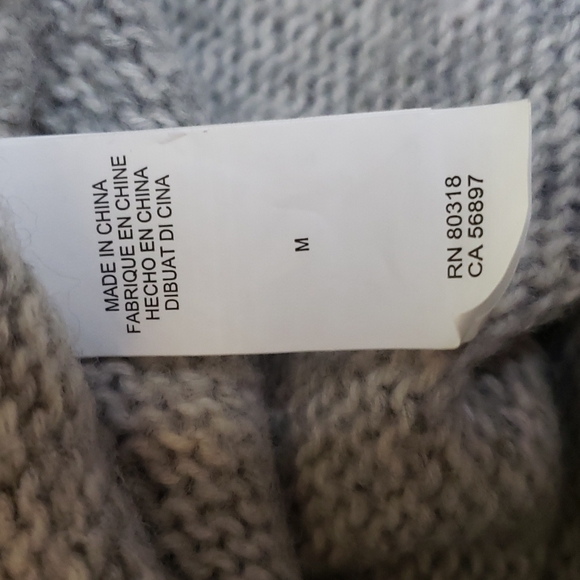 MADE IN CHINA
FABRIQUE EN CHINE
HECHO EN CHINA
DIBUAT DI CINA
M
RN 80318
CA 56897